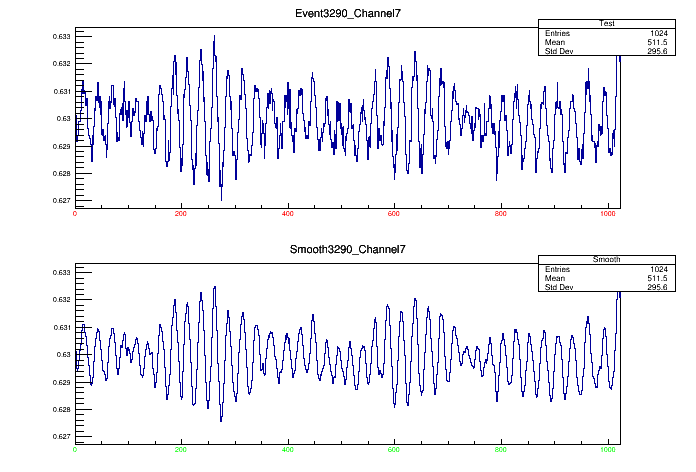 Event3290_Channel7
Test
Entries 1024
Mean 511.5
Std Dev 295.6
0.633
0.632
0.631
0.63
0.629
0.628
0.627
0 200 400 600 800 1000
Smooth3290_Channel7
Smooth
Entries 1024
Mean 511.5
Std Dev 295.6
0.633
0.632
0.631
0.63
0.629
0.628
0.627
0 200 400 600 800 1000